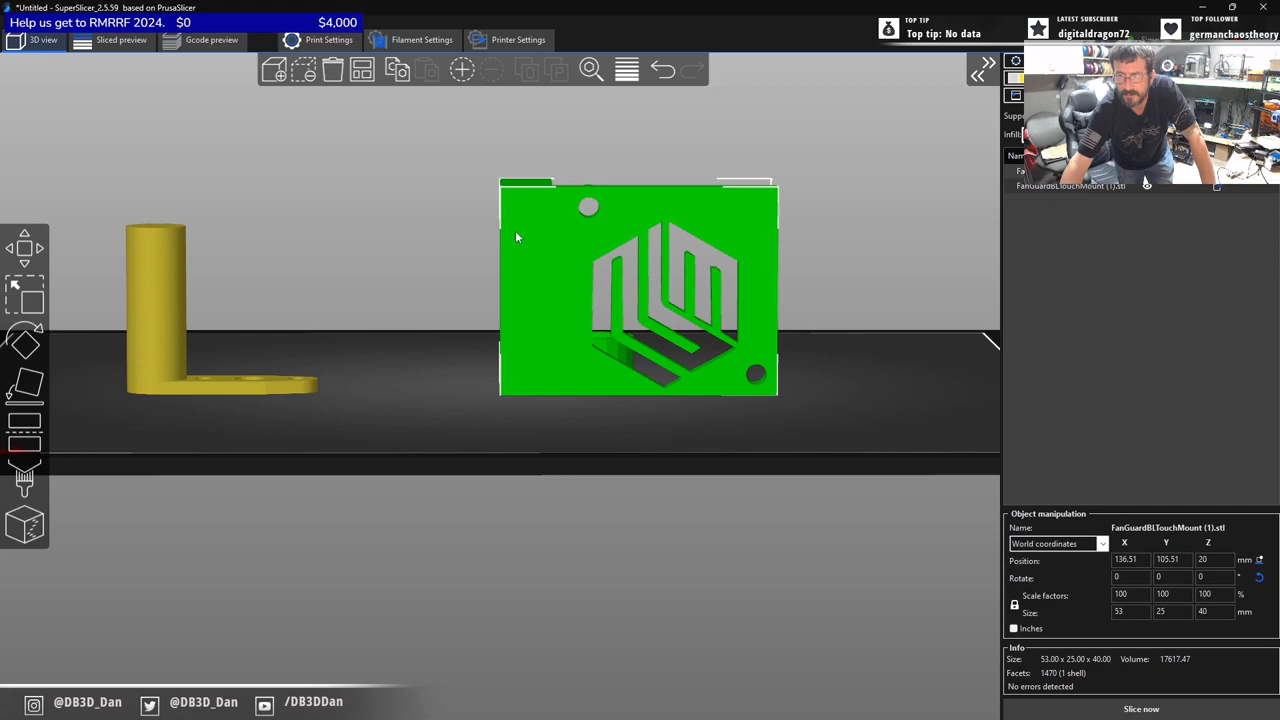 *Untitled - SuperSlicer_2.5.59 based on PrusaSlicer
Help us get to RMRRF 2024. $0 $4,000
TOP TIP
Top tip: No data
LATEST SUBSCRIBER
digitaldragon72
TOP FOLLOWER
germanchaostheory
3D view
Sliced preview
Gcode preview
Print Settings
Filament Settings
Printer Settings
Infill:
FanGuardBLTouchMount (1).stl
Object manipulation
Name: FanGuardBLTouchMount (1).stl
World coordinates X Y Z
Position: 136.51 105.51 20 mm
Rotate: 0 0 0 °
Scale factors: 100 100 100 %
Size: 53 25 40 mm
Inches
Info
Size: 53.00 x 25.00 x 40.00 Volume: 17617.47
Facets: 1470 (1 shell)
No errors detected
Slice now
@DB3D_Dan @DB3D_Dan /DB3DDan